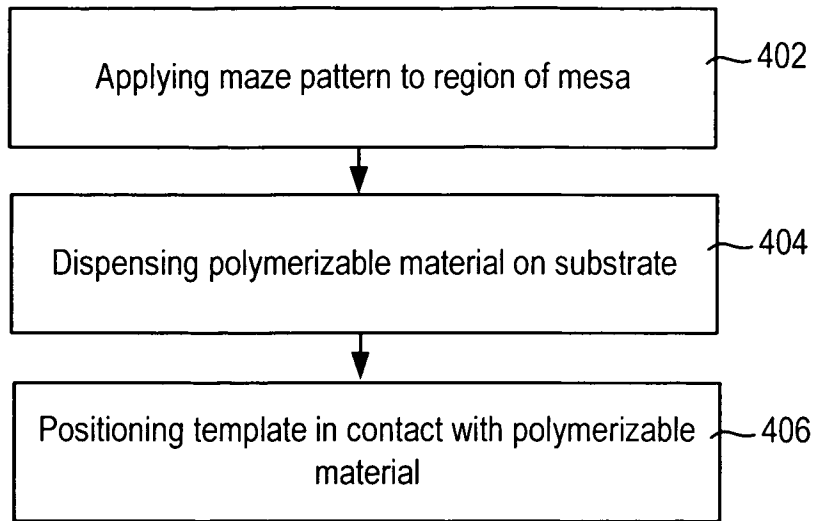 Applying maze pattern to region of mesa
402
Dispensing polymerizable material on substrate
404
Positioning template in contact with polymerizable
material
406